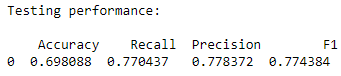 Testing performance:
Accuracy Recall Precision F1
0 0.698088 0.770437 0.778372 0.774384